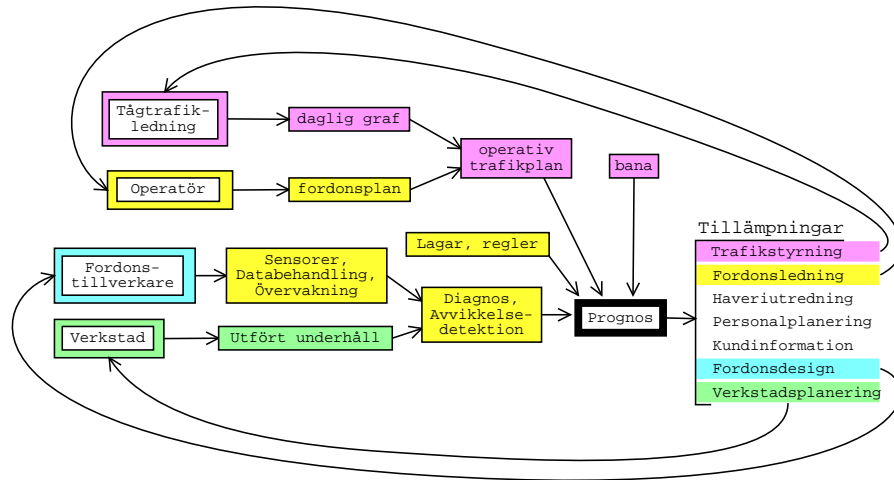 Tågtrafik-
ledning
daglig graf
operativ
trafikplan
bana
Operatör
fordonsplan
Lagar, regler
Fordons-
tillverkare
Sensorer,
Databehandling,
Övervakning
Diagnos,
Avvikkelse-
detektion
Prognos
Verkstad
Utfört underhåll
Tillämpningar
Trafikstyrning
Fordonsledning
Haveriutredning
Personalplanering
Kundinformation
Fordonsdesign
Verkstadsplanering